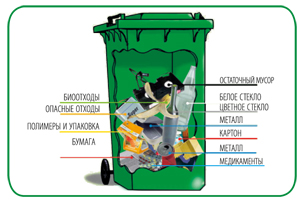 ОСТАТОЧНЫЙ МУСОР
БИООТХОДЫ
БЕЛОЕ СТЕКЛО
ОПАСНЫЕ ОТХОДЫ
ЦВЕТНОЕ СТЕКЛО
МЕТАЛЛ
ПОЛИМЕРЫ И УПАКОВКА
КАРТОН
БУМАГА
МЕТАЛЛ
МЕДИКАМЕНТЫ